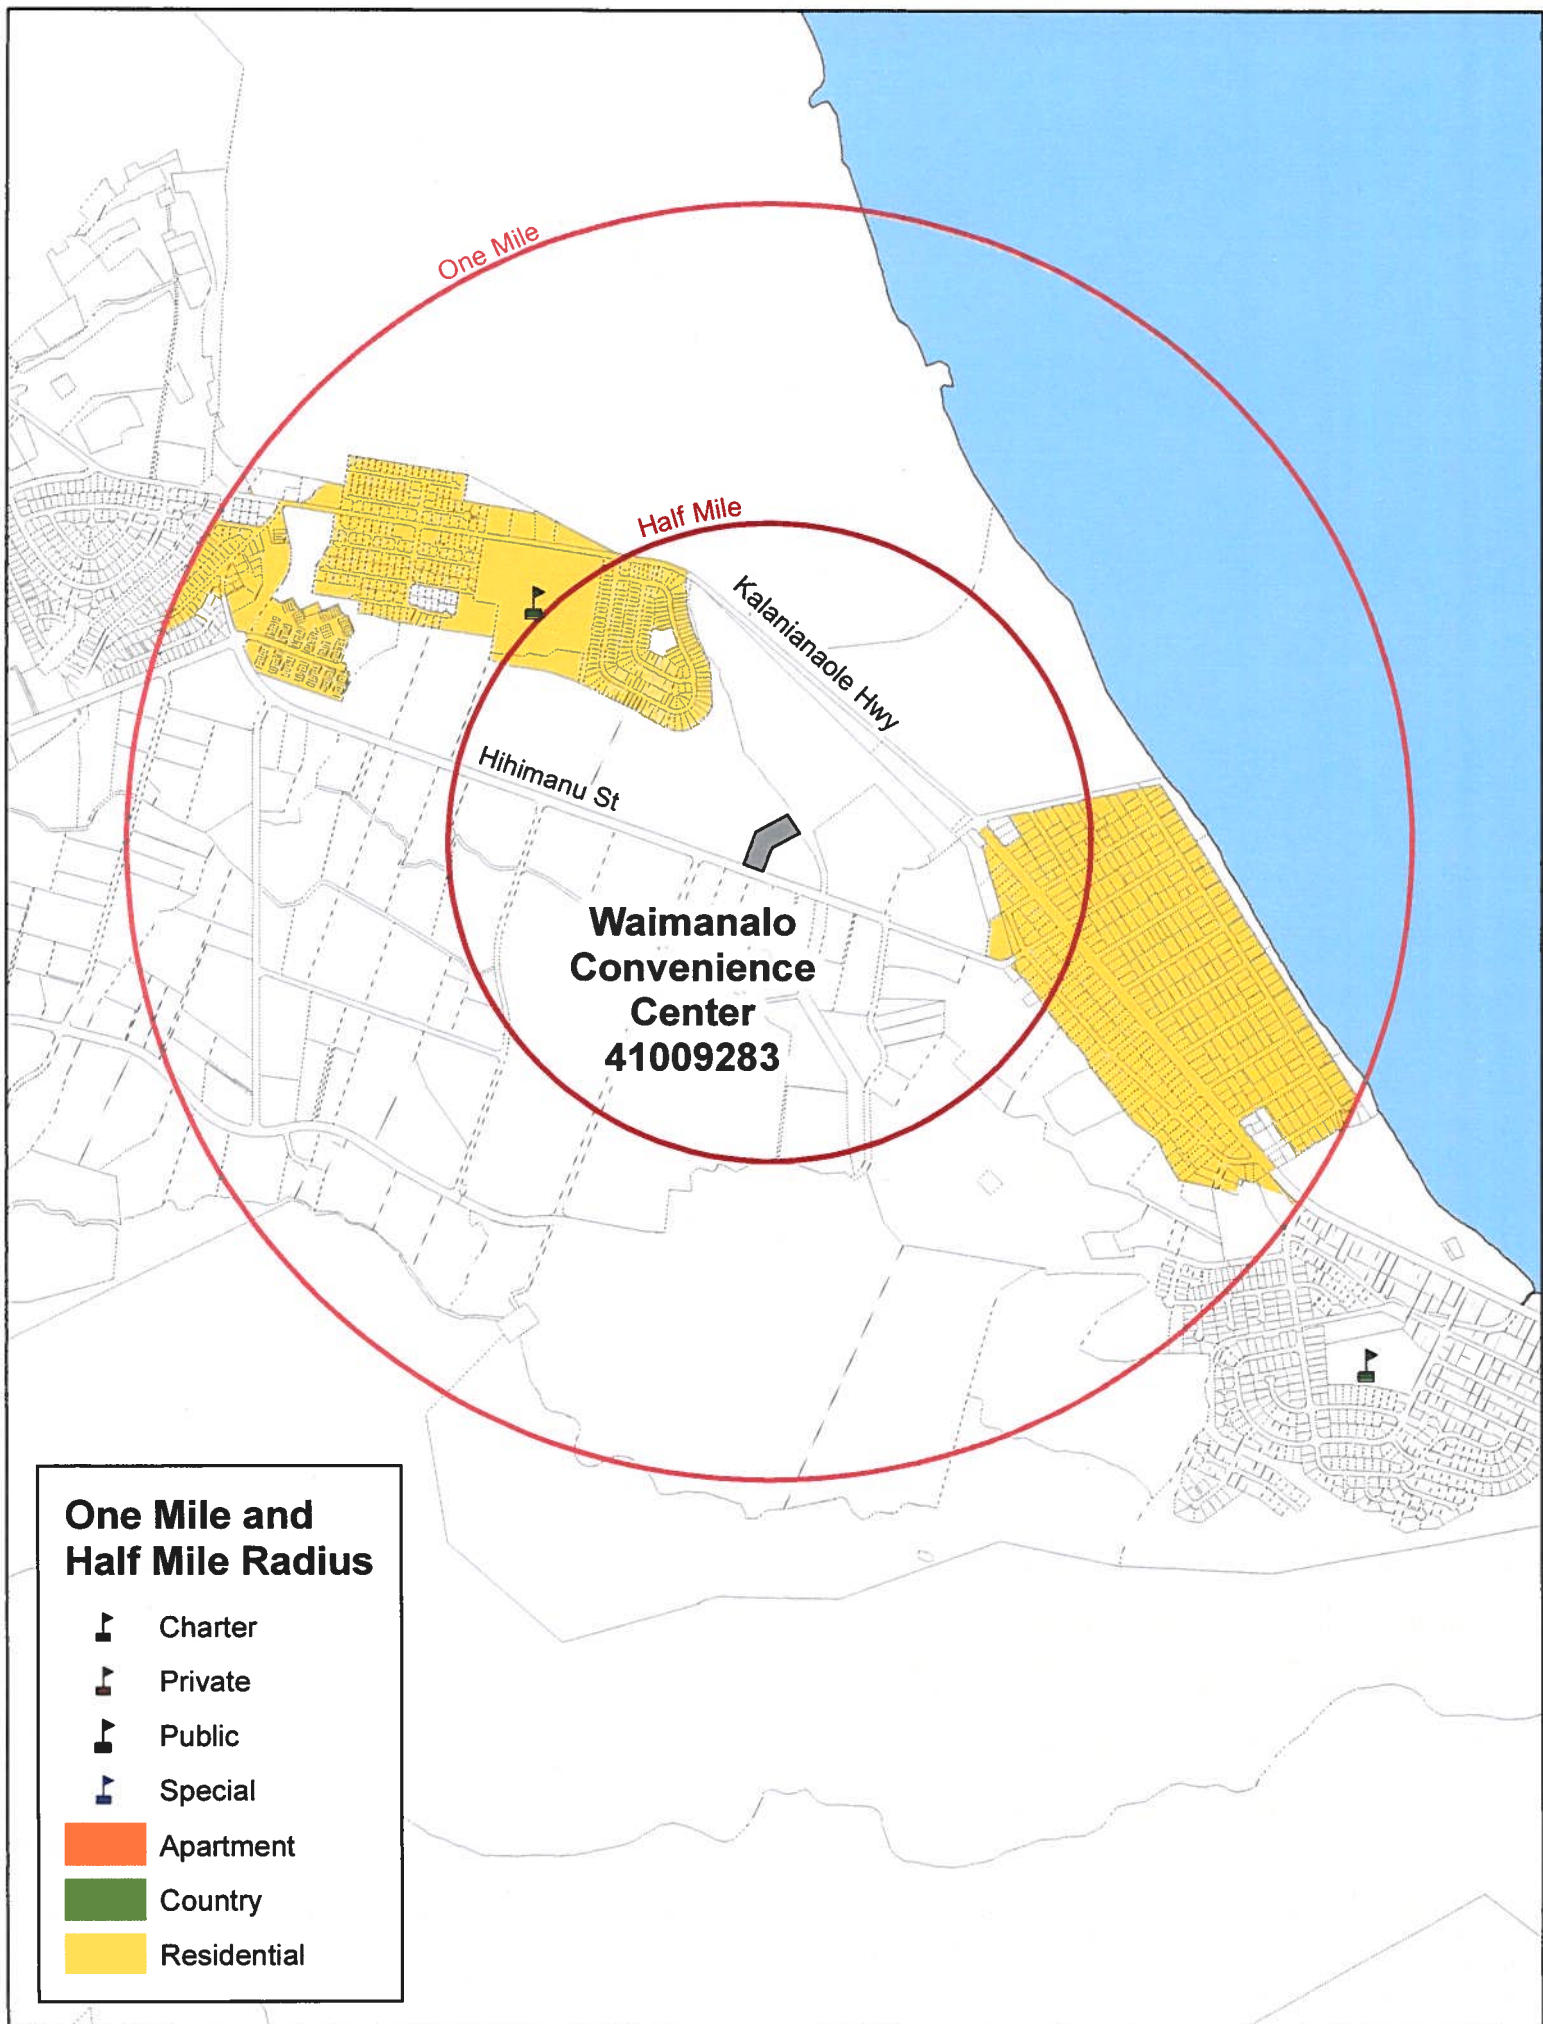 One Mile
Half Mile
Kalanianaole Hwy
Hihimanu St
Waimanalo
Convenience
Center
41009283
One Mile and
Half Mile Radius
Charter
Private
Public
Special
Apartment
Country
Residential